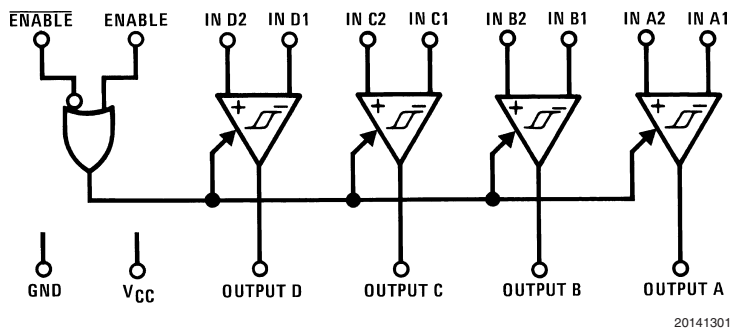 ENABLE ENABLE IN D2 IN D1 IN C2 IN C1 IN B2 IN B1 IN A2 IN A1
+ − + − + − + −
GND VCC OUTPUT D OUTPUT C OUTPUT B OUTPUT A
20141301